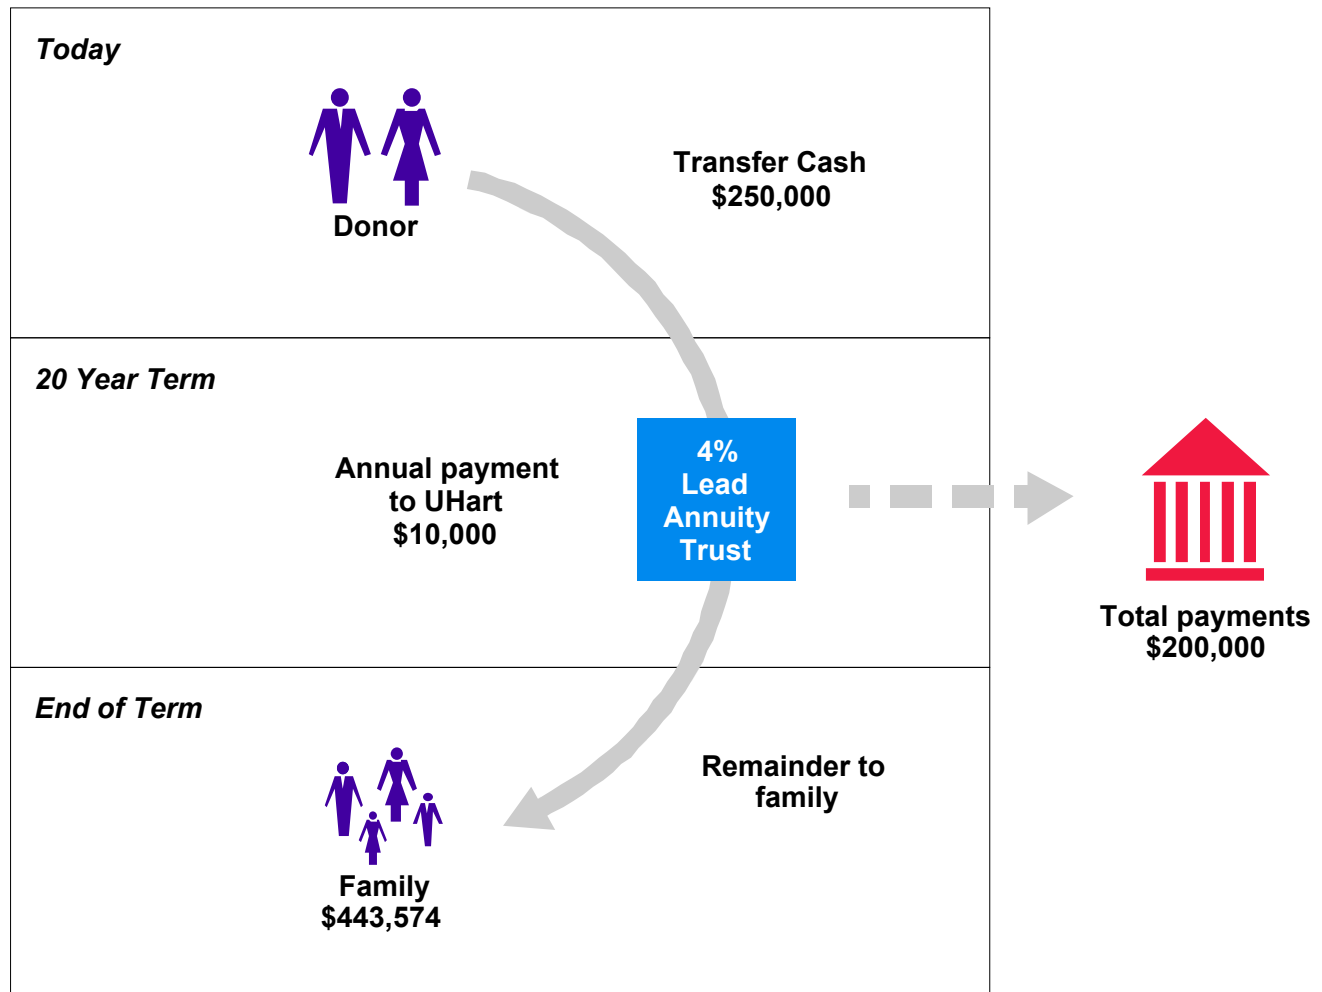 Today
Transfer Cash
$250,000
Donor
20 Year Term
Annual payment
to UHart
$10,000
4%
Lead
Annuity
Trust
Total payments
$200,000
End of Term
Remainder to
family
Family
$443,574